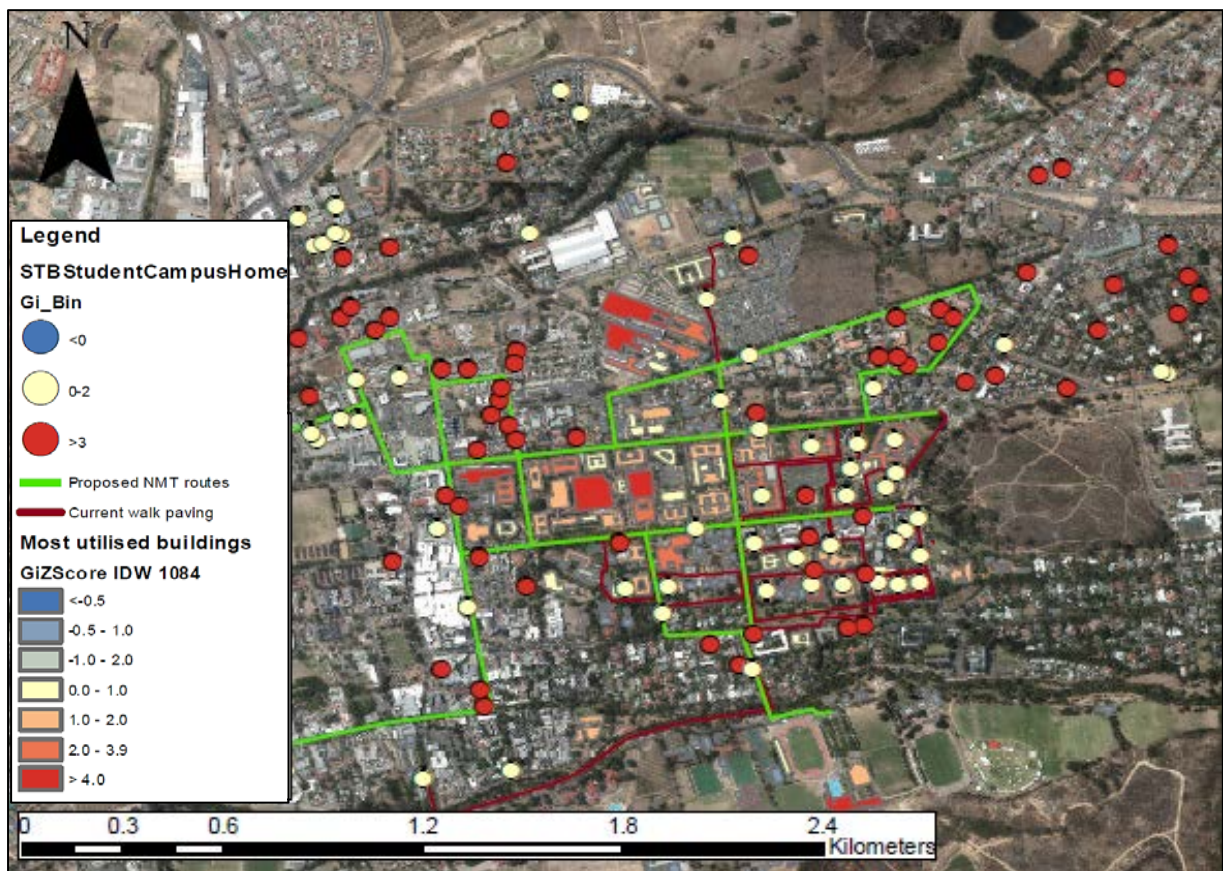 N
Legend
STBStudentCampusHome
Gi_Bin
<0
0-2
>3
Proposed NMT routes
Current walk paving
Most utilised buildings
GiZScore IDW 1084
<-0.5
-0.5 - 1.0
-1.0 - 2.0
0.0 - 1.0
1.0 - 2.0
2.0 - 3.9
> 4.0
0 0.3 0.6 1.2 1.8 2.4
Kilometers